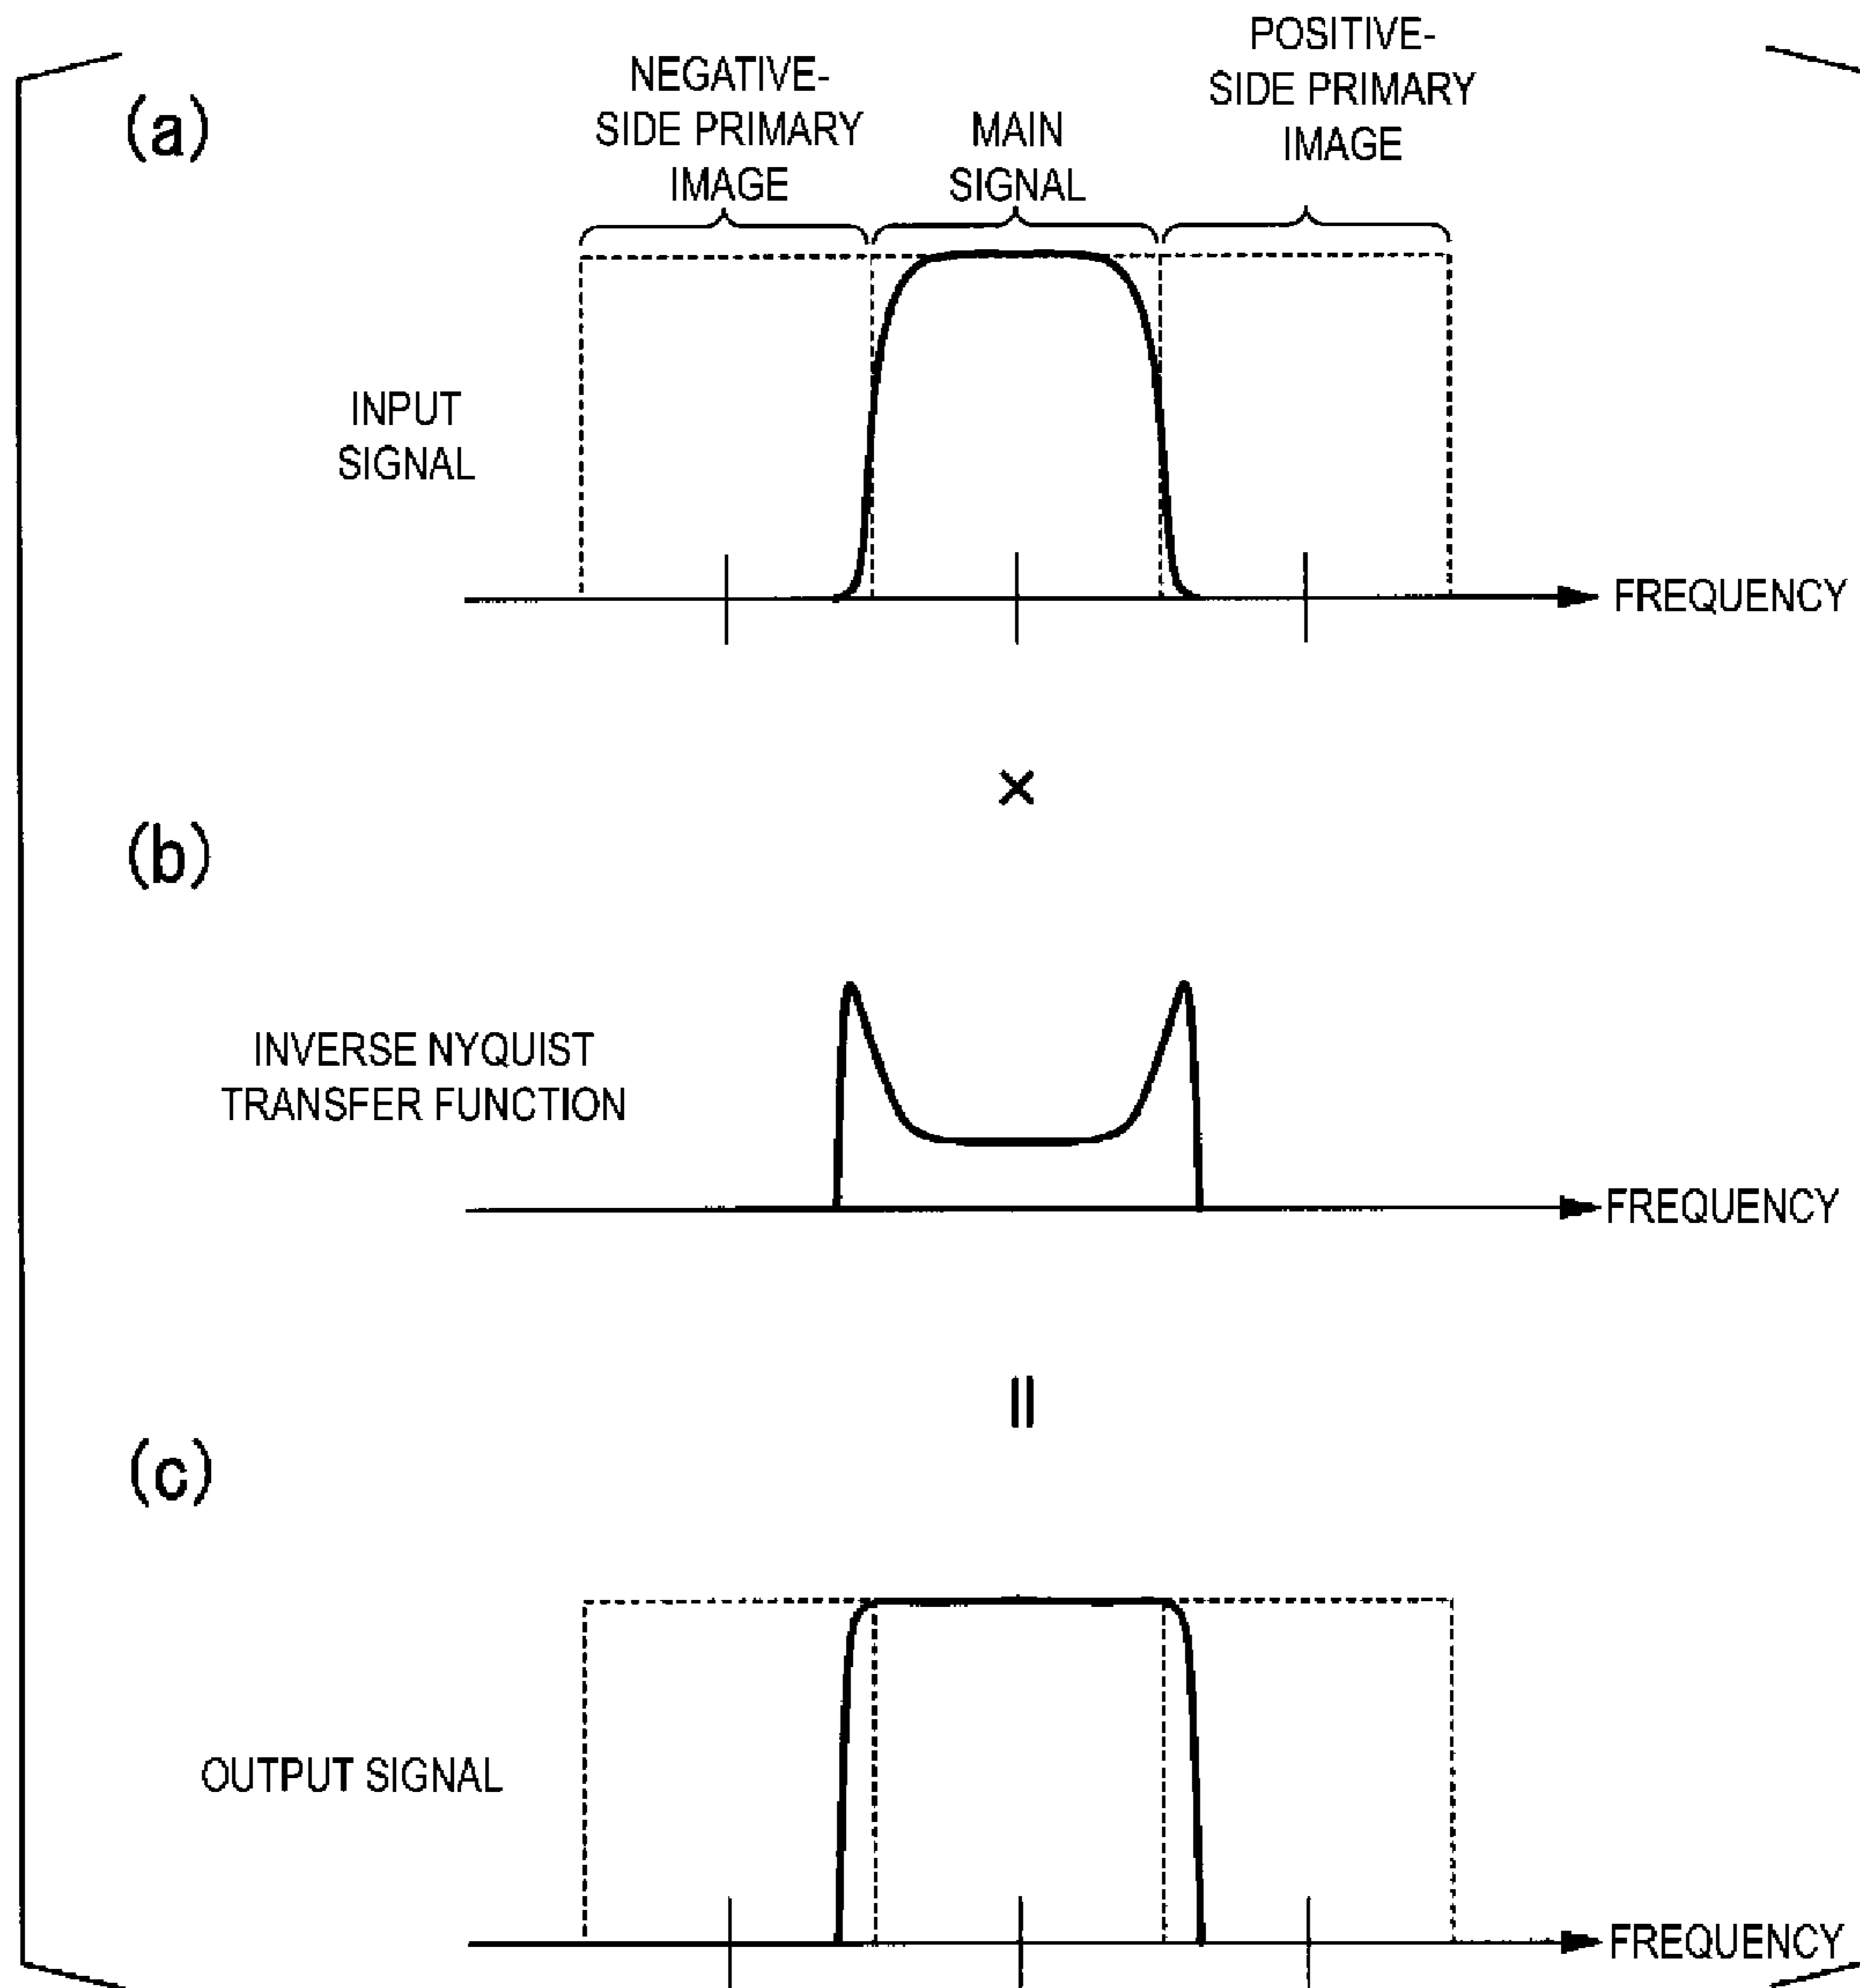 (a)
NEGATIVE-
SIDE PRIMARY
IMAGE
MAIN
SIGNAL
POSITIVE-
SIDE PRIMARY
IMAGE
INPUT
SIGNAL
FREQUENCY
×
(b)
INVERSE NYQUIST
TRANSFER FUNCTION
FREQUENCY
=
(c)
OUTPUT SIGNAL
FREQUENCY